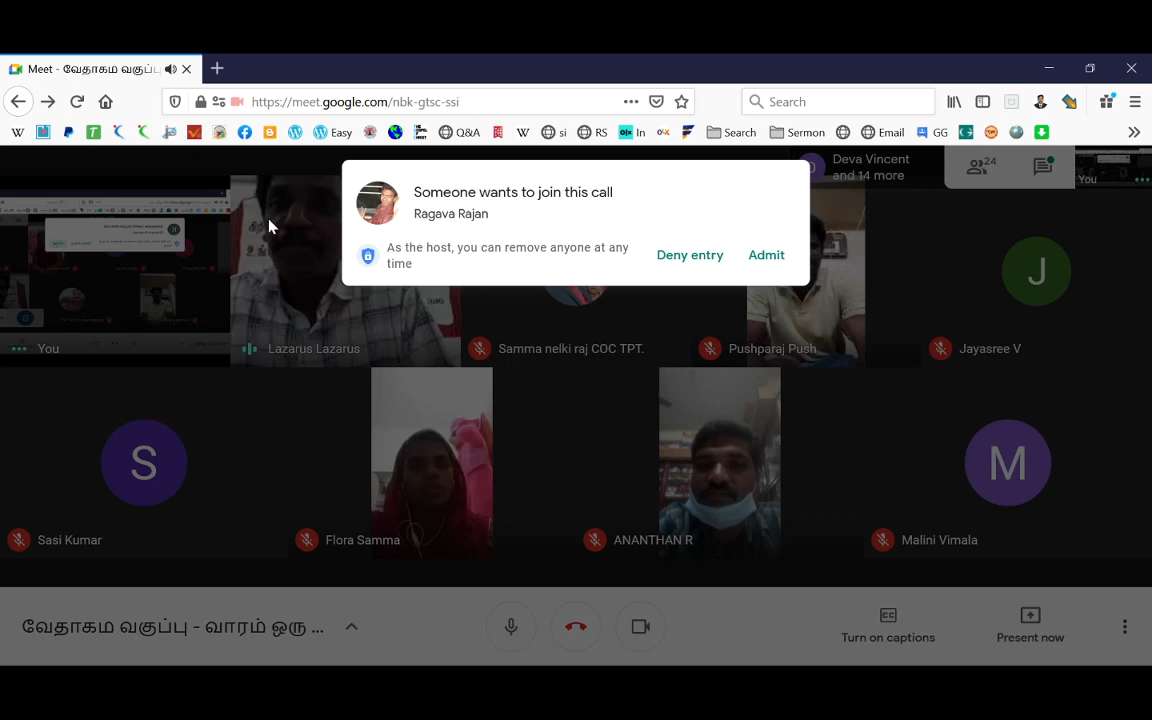 Meet - வேதாகம வகுப்பு
https://meet.google.com/nbk-gtsc-ssi
Search
Easy
Q&A
si
RS
In
Search
Sermon
Email
GG
Deva Vincent
and 14 more
24
You
Someone wants to join this call
Ragava Rajan
As the host, you can remove anyone at any
time
Deny entry
Admit
You
Lazarus Lazarus
Samma nelki raj COC TPT.
Pushparaj Push
J
Jayasree V
S
M
Sasi Kumar
Flora Samma
ANANTHAN R
Malini Vimala
வேதாகம வகுப்பு - வாரம் ஒரு ...
Turn on captions
Present now